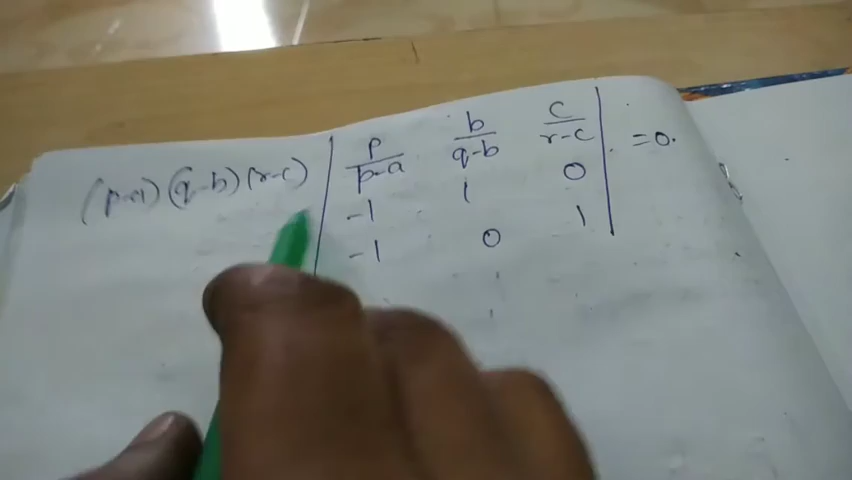 (p-a)(q-b)(r-c) | p/(p-a) b/(q-b) c/(r-c) | =0.
-1 1 0
-1 0 1